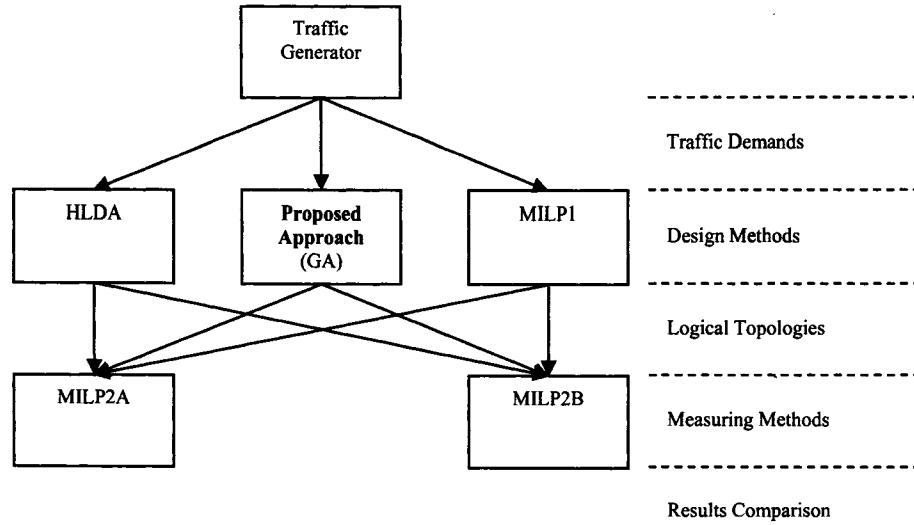 Traffic
Generator
Traffic Demands
HLDA
Proposed
Approach
(GA)
MILP1
Design Methods
Logical Topologies
MILP2A
MILP2B
Measuring Methods
Results Comparison